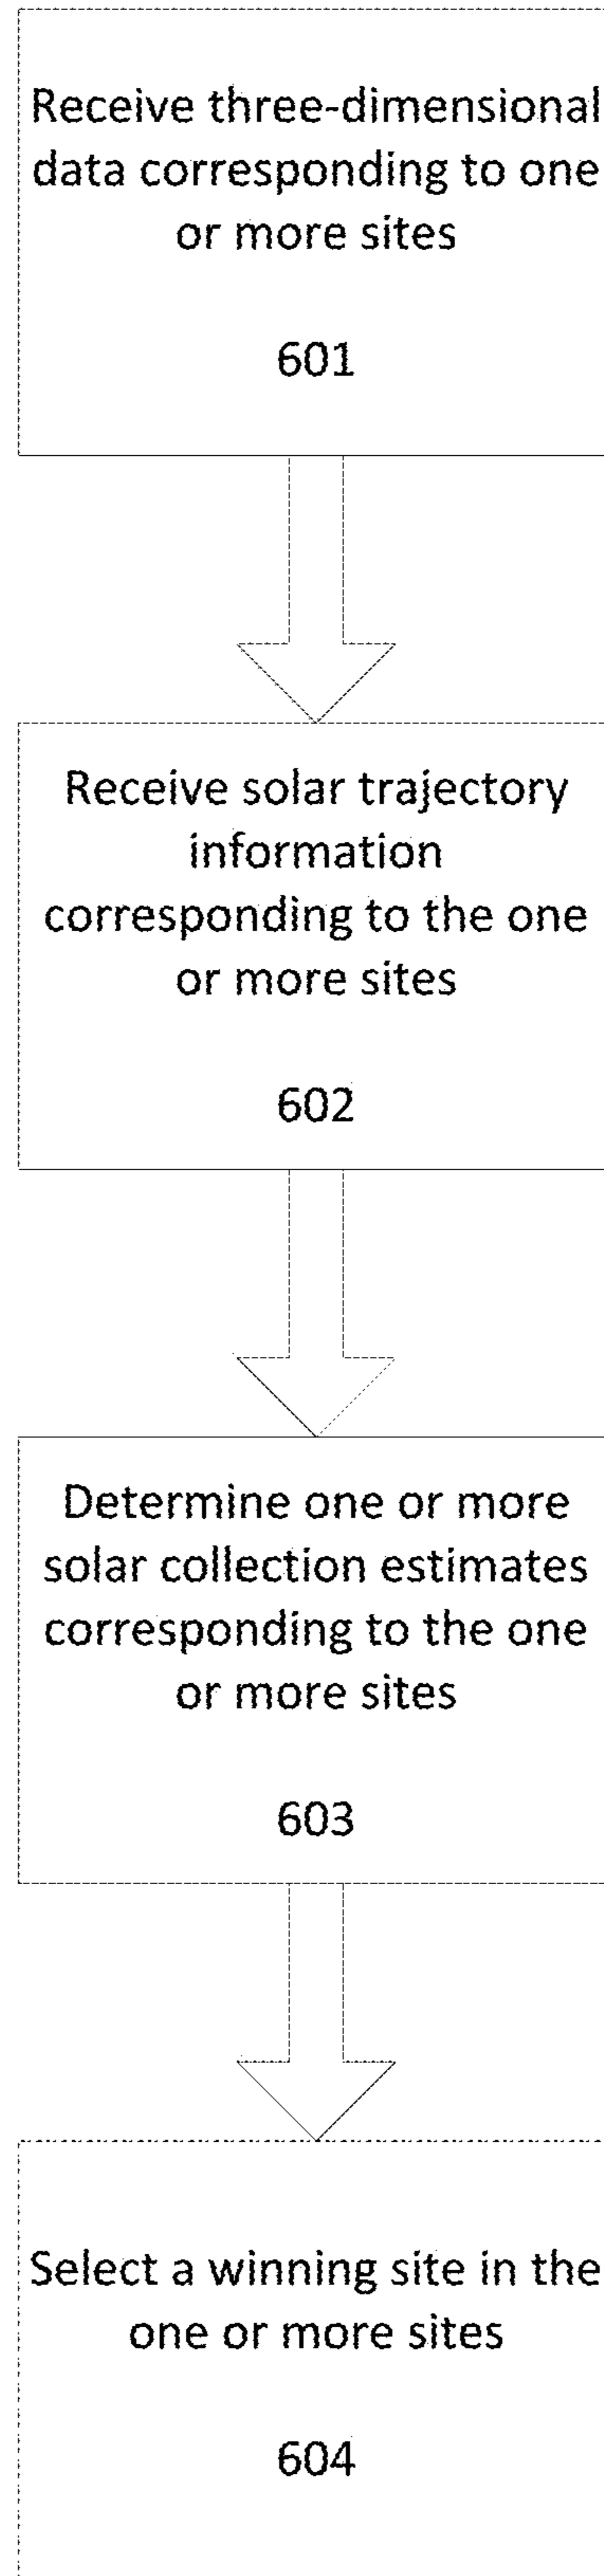 Receive three-dimensional
data corresponding to one
or more sites
601
Receive solar trajectory
information
corresponding to the one
or more sites
602
Determine one or more
solar collection estimates
corresponding to the one
or more sites
603
Select a winning site in the
one or more sites
604